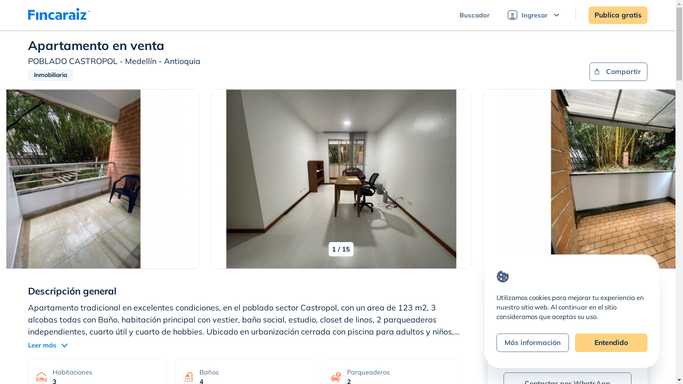 Fincaraiz
Buscador
Ingresar
Publica gratis
Apartamento en venta
POBLADO CASTROPOL - Medellín - Antioquia
Inmobiliaria
Compartir
1 / 15
Descripción general
Apartamento tradicional en excelentes condiciones, en el poblado sector Castropol, con un area de 123 m2, 3
alcobas todas con Baño, habitación principal con vestier, baño social, estudio, closet de linos, 2 parqueaderos
independientes, cuarto útil y cuarto de hobbies. Ubicado en urbanización cerrada con piscina para adultos y niños,...
Leer más
Habitaciones
3
Baños
4
Parqueaderos
2
Utilizamos cookies para mejorar tu experiencia en
nuestro sitio web. Al continuar en el sitio
consideramos que aceptas su uso.
Más información
Entendido
Contactar por WhatsApp